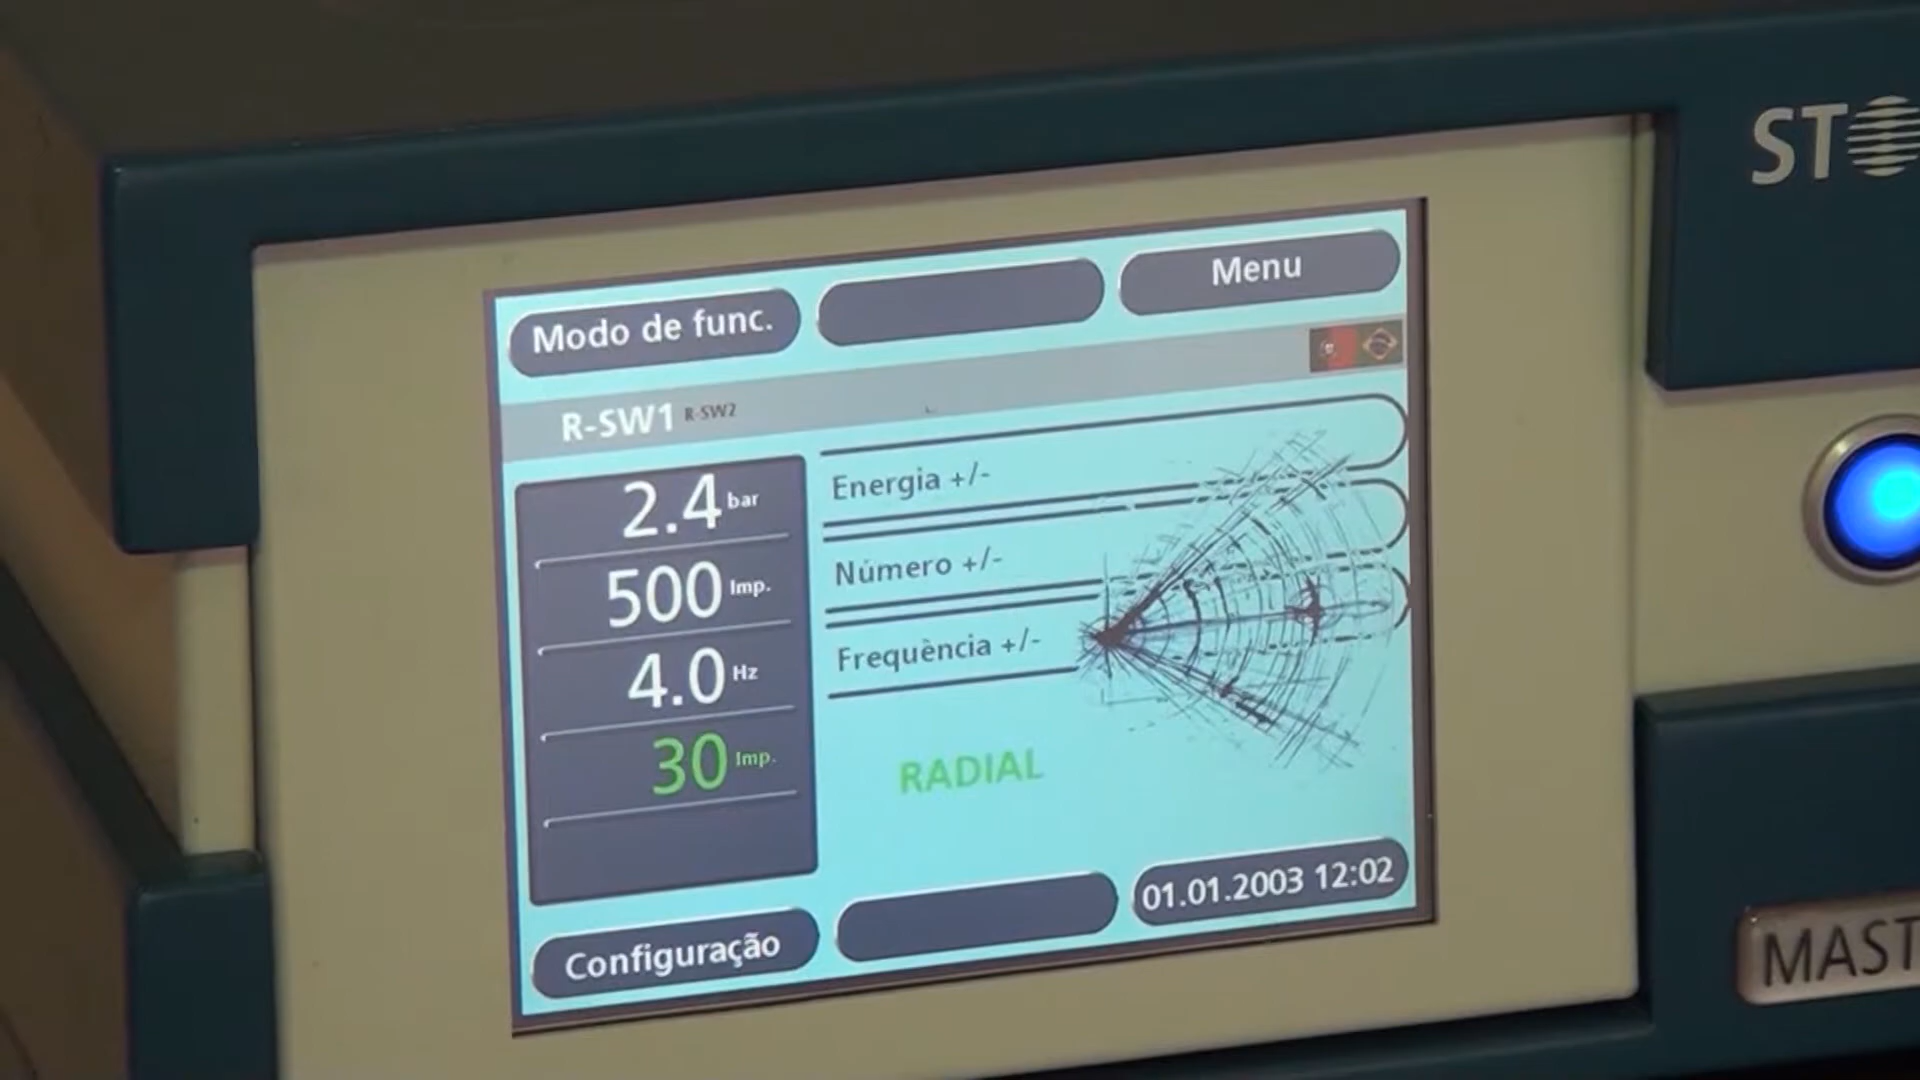 ST
Modo de func.
Menu
R-SW1 R-SW2
2.4 bar
Energia +/-
500 Imp.
Número +/-
4.0 Hz
Frequência +/-
30 Imp.
RADIAL
01.01.2003 12:02
Configuração
MAST